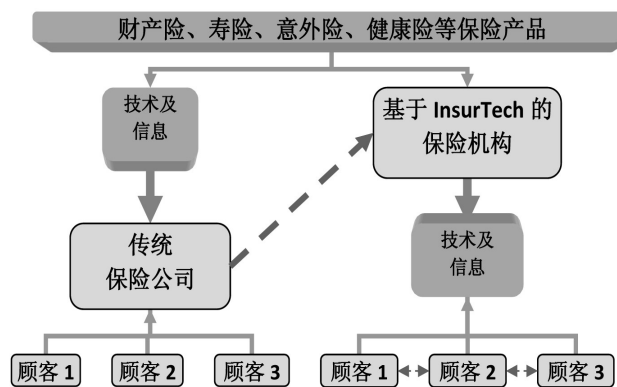 财产险、寿险、意外险、健康险等保险产品
技术及
信息
基于 InsurTech 的
保险机构
传统
保险公司
技术及
信息
顾客 1
顾客 2
顾客 3
顾客 1
顾客 2
顾客 3